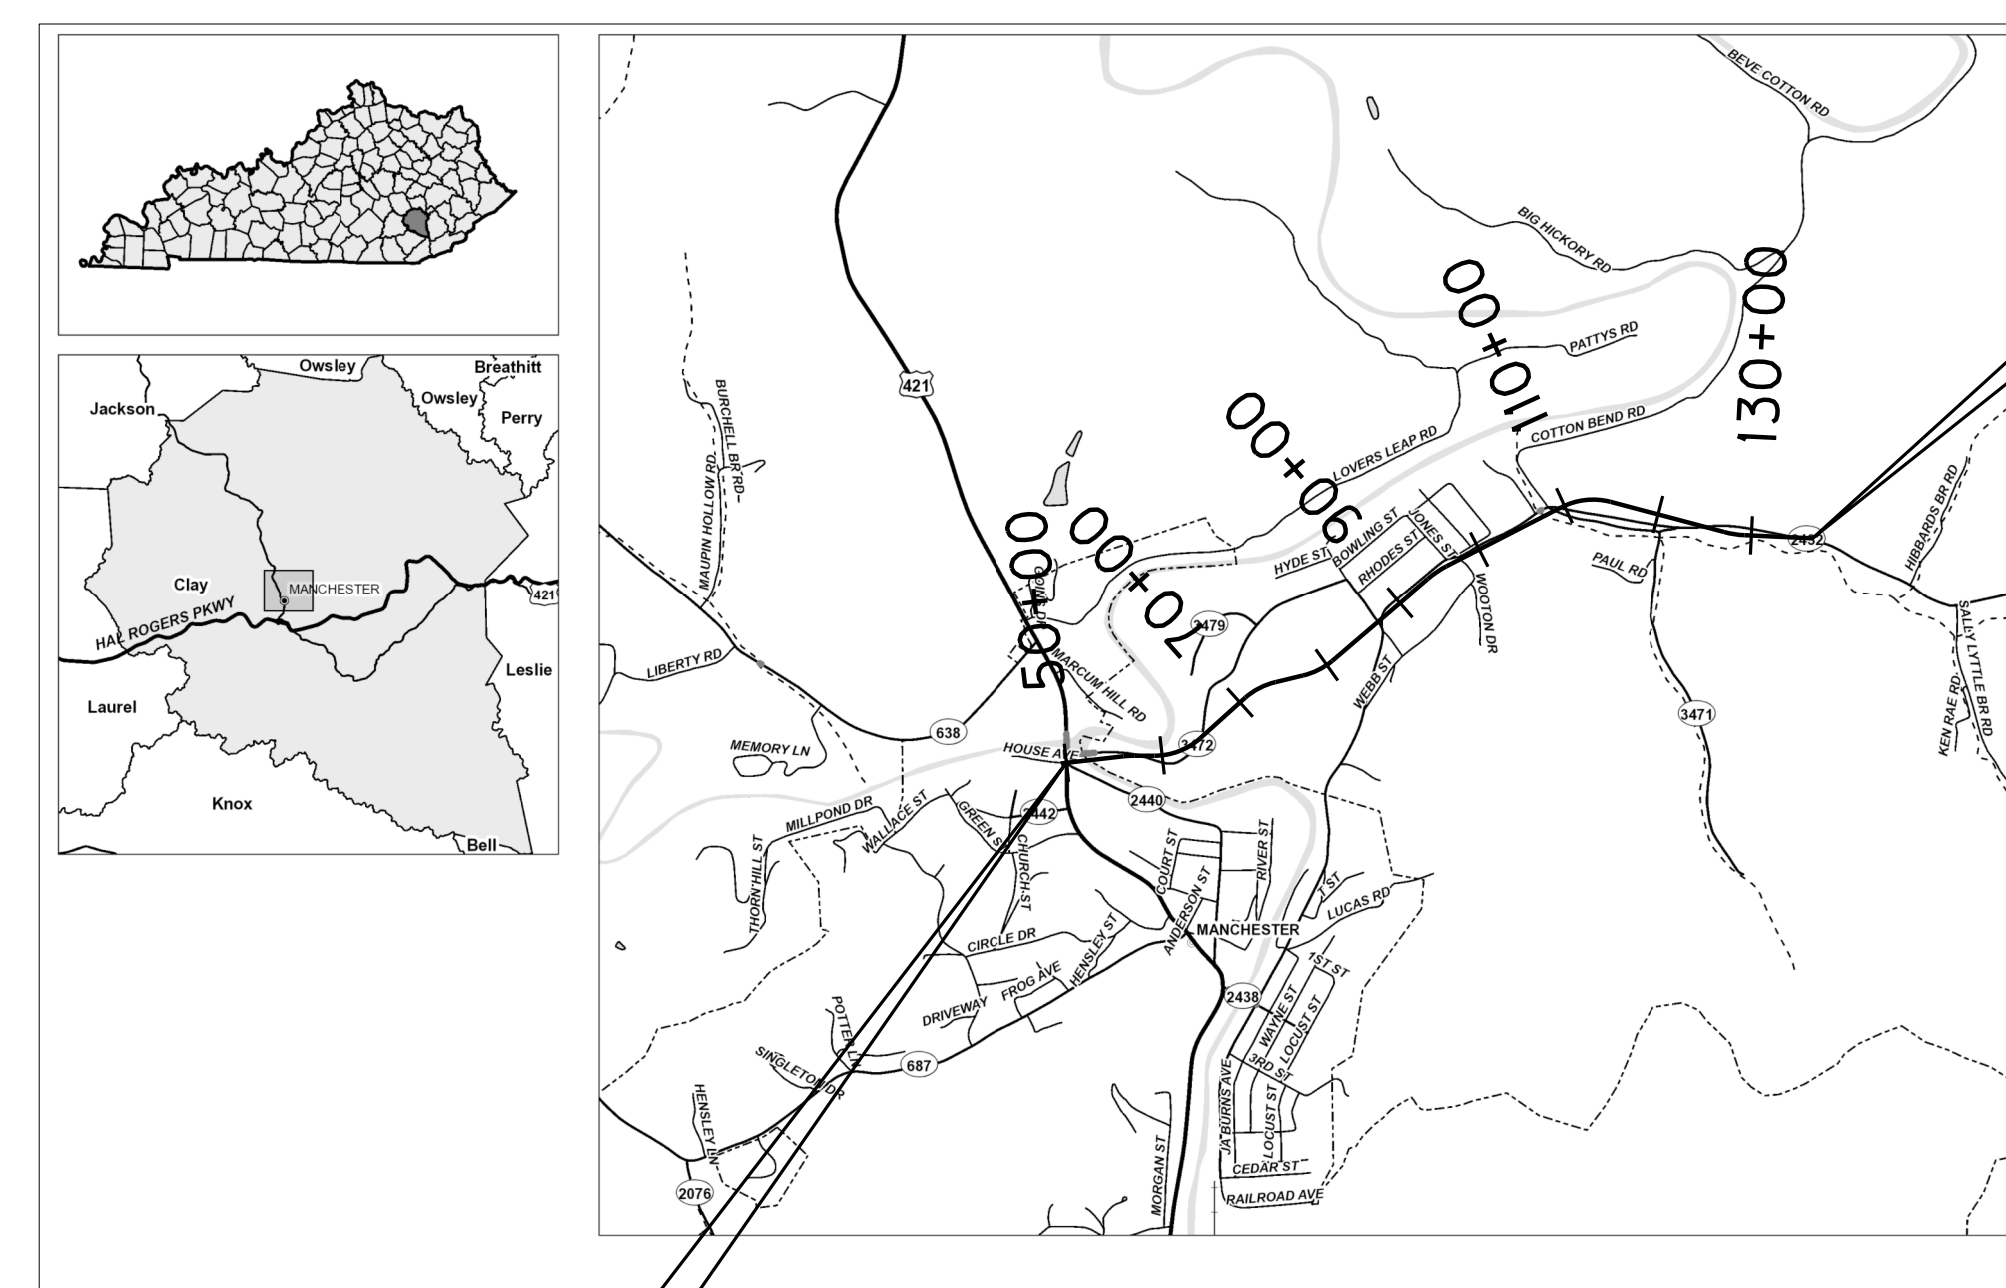 Owsley
Breathitt
Owsley
Jackson
Perry
Clay
MANCHESTER
421
HAL ROGERS PKWY
Leslie
Laurel
Knox
Bell
BEVE COTTON RD
BIG HICKORY RD
130+00
110+00
PATTYS RD
COTTON BEND RD
421
BURCHELL BR RD
MAUPIN HOLLOW RD
LOVERS LEAP RD
90+00
70+00
50+00
HYDE ST
BOWLING ST
JONES ST
RHODES ST
WOOTON DR
PAUL RD
2432
HIBBARDS BR RD
SALLY LYTTLE BR RD
KEN RAE RD
3479
WEBB ST
3471
LIBERTY RD
MARCUM HILL RD
638
MEMORY LN
HOUSE AVE
3472
2440
2442
MILLPOND DR
WALLACE ST
GREEN S
CHURCH ST
THORN HILL ST
COURT ST
RIVER ST
ANDERSON ST
T ST
LUCAS RD
MANCHESTER
CIRCLE DR
HENSLEY ST
FROG AVE
DRIVEWAY
1ST ST
2438
WAYNE ST
LOCUST ST
3RD ST
POTTER LN
SINGLETON DR
687
HENSLEY LN
2076
JA BURNS AVE
LOCUST ST
MORGAN ST
CEDAR ST
RAILROAD AVE